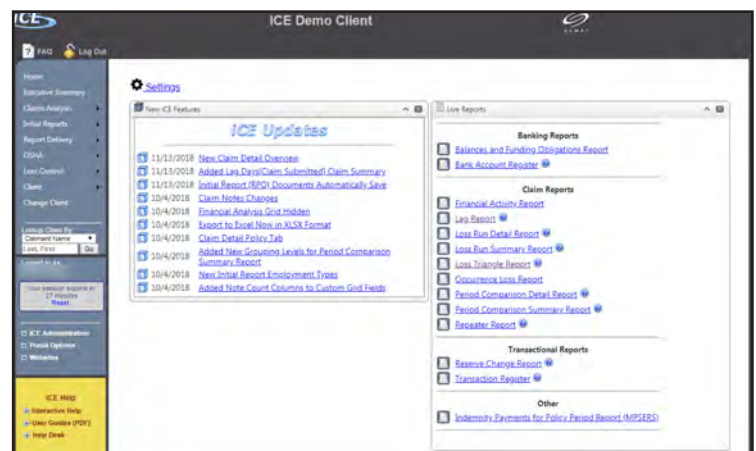 ICE
ICE Demo Client
FAQ
Log Out
Home
Executive Summary
Claims Analysis
Initial Reports
Report Delivery
OSHA
Loss Control
Client
Change Client
Lookup Claim By:
Claimant Name
Last, First
Go
Your session expires in
27 minutes
Reset
ICE Administration
Portal Options
Websites
ICE Help
Interactive Help
User Guides (PDF)
Help Desk
Settings
New ICE Features
ICE Updates
11/13/2018 New Claim Detail Overview
11/13/2018 Added Lag Days(Claim Submitted) Claim Summary
11/13/2018 Initial Report (RPO) Documents Automatically Save
10/4/2018 Claim Notes Changes
10/4/2018 Financial Analysis Grid Hidden
10/4/2018 Export to Excel Now in XLSX Format
10/4/2018 Claim Detail Policy Tab
10/4/2018 Added New Grouping Levels for Period Comparison
Summary Report
10/4/2018 New Initial Report Employment Types
10/4/2018 Added Note Count Columns to Custom Grid Fields
Live Reports
Banking Reports
Balances and Funding Obligations Report
Bank Account Register
Claim Reports
Financial Activity Report
Lag Report
Loss Run Detail Report
Loss Run Summary Report
Loss Triangle Report
Occurrence Loss Report
Period Comparison Detail Report
Period Comparison Summary Report
Repeater Report
Transactional Reports
Reserve Change Report
Transaction Register
Other
Indemnity Payments for Policy Period Report (MPSERS)